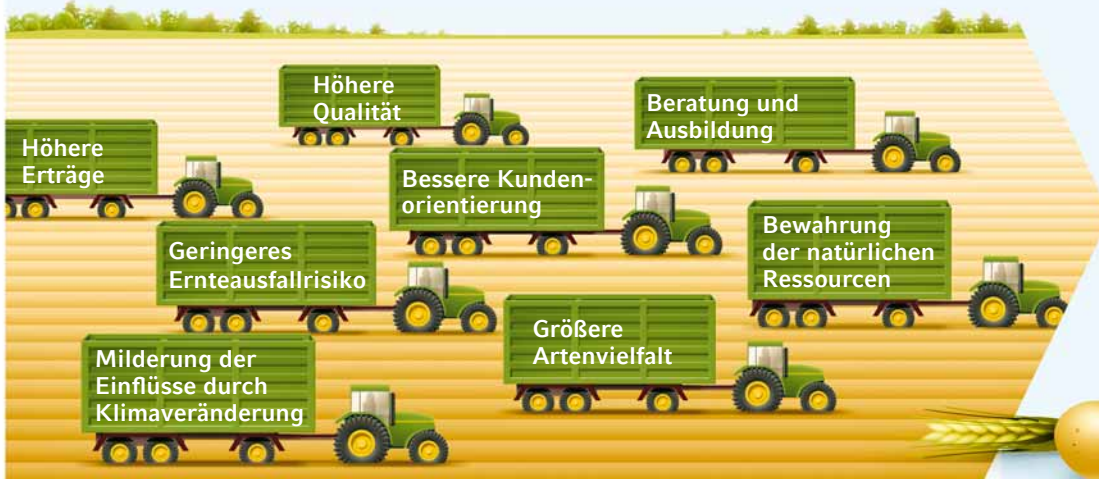 Höhere
Qualität
Beratung und
Ausbildung
Höhere
Erträge
Bessere Kunden-
orientierung
Bewahrung
der natürlichen
Ressourcen
Geringeres
Ernteausfallrisiko
Größere
Artenvielfalt
Milderung der
Einflüsse durch
Klimaveränderung